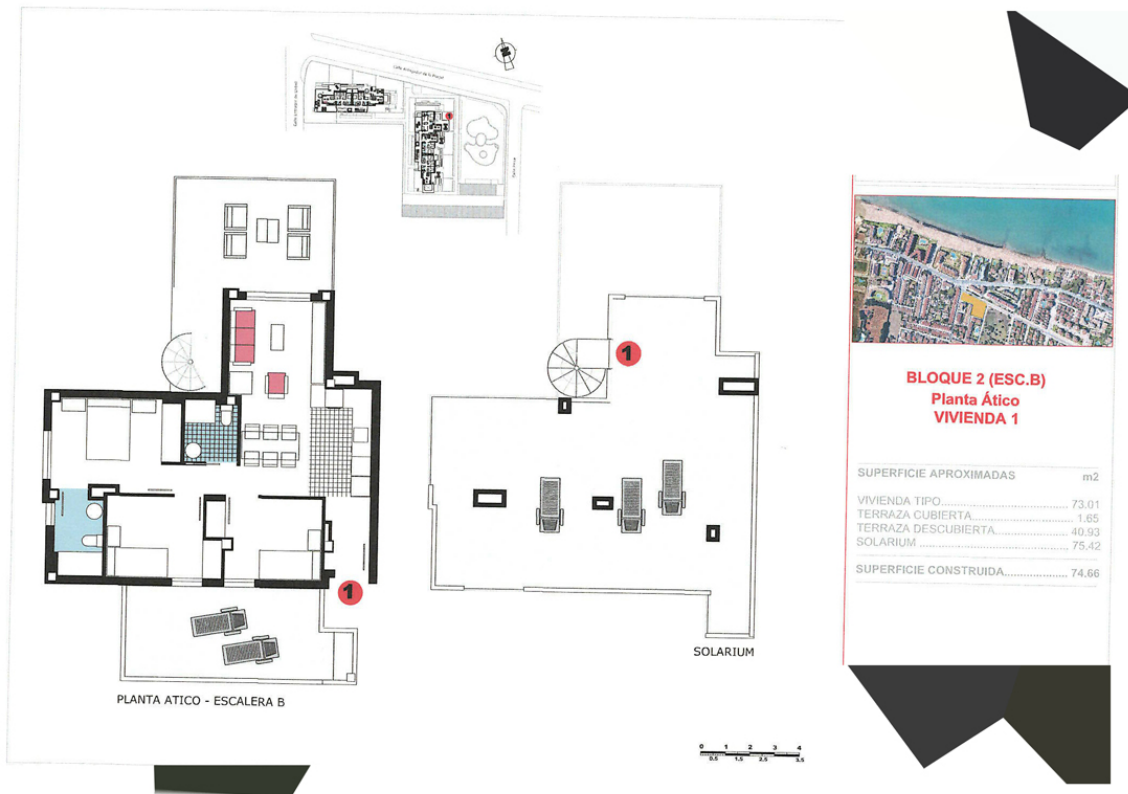 1
1
BLOQUE 2 (ESC.B)
Planta Ático
VIVIENDA 1
SUPERFICIE APROXIMADAS m2
VIVIENDA TIPO 73.01
TERRAZA CUBIERTA 1.65
TERRAZA DESCUBIERTA 40.93
SOLARIUM 75.42
SUPERFICIE CONSTRUIDA 74.66
1
SOLARIUM
PLANTA ATICO - ESCALERA B
0 1 2 3 4
0.5 1.5 2.5 3.5